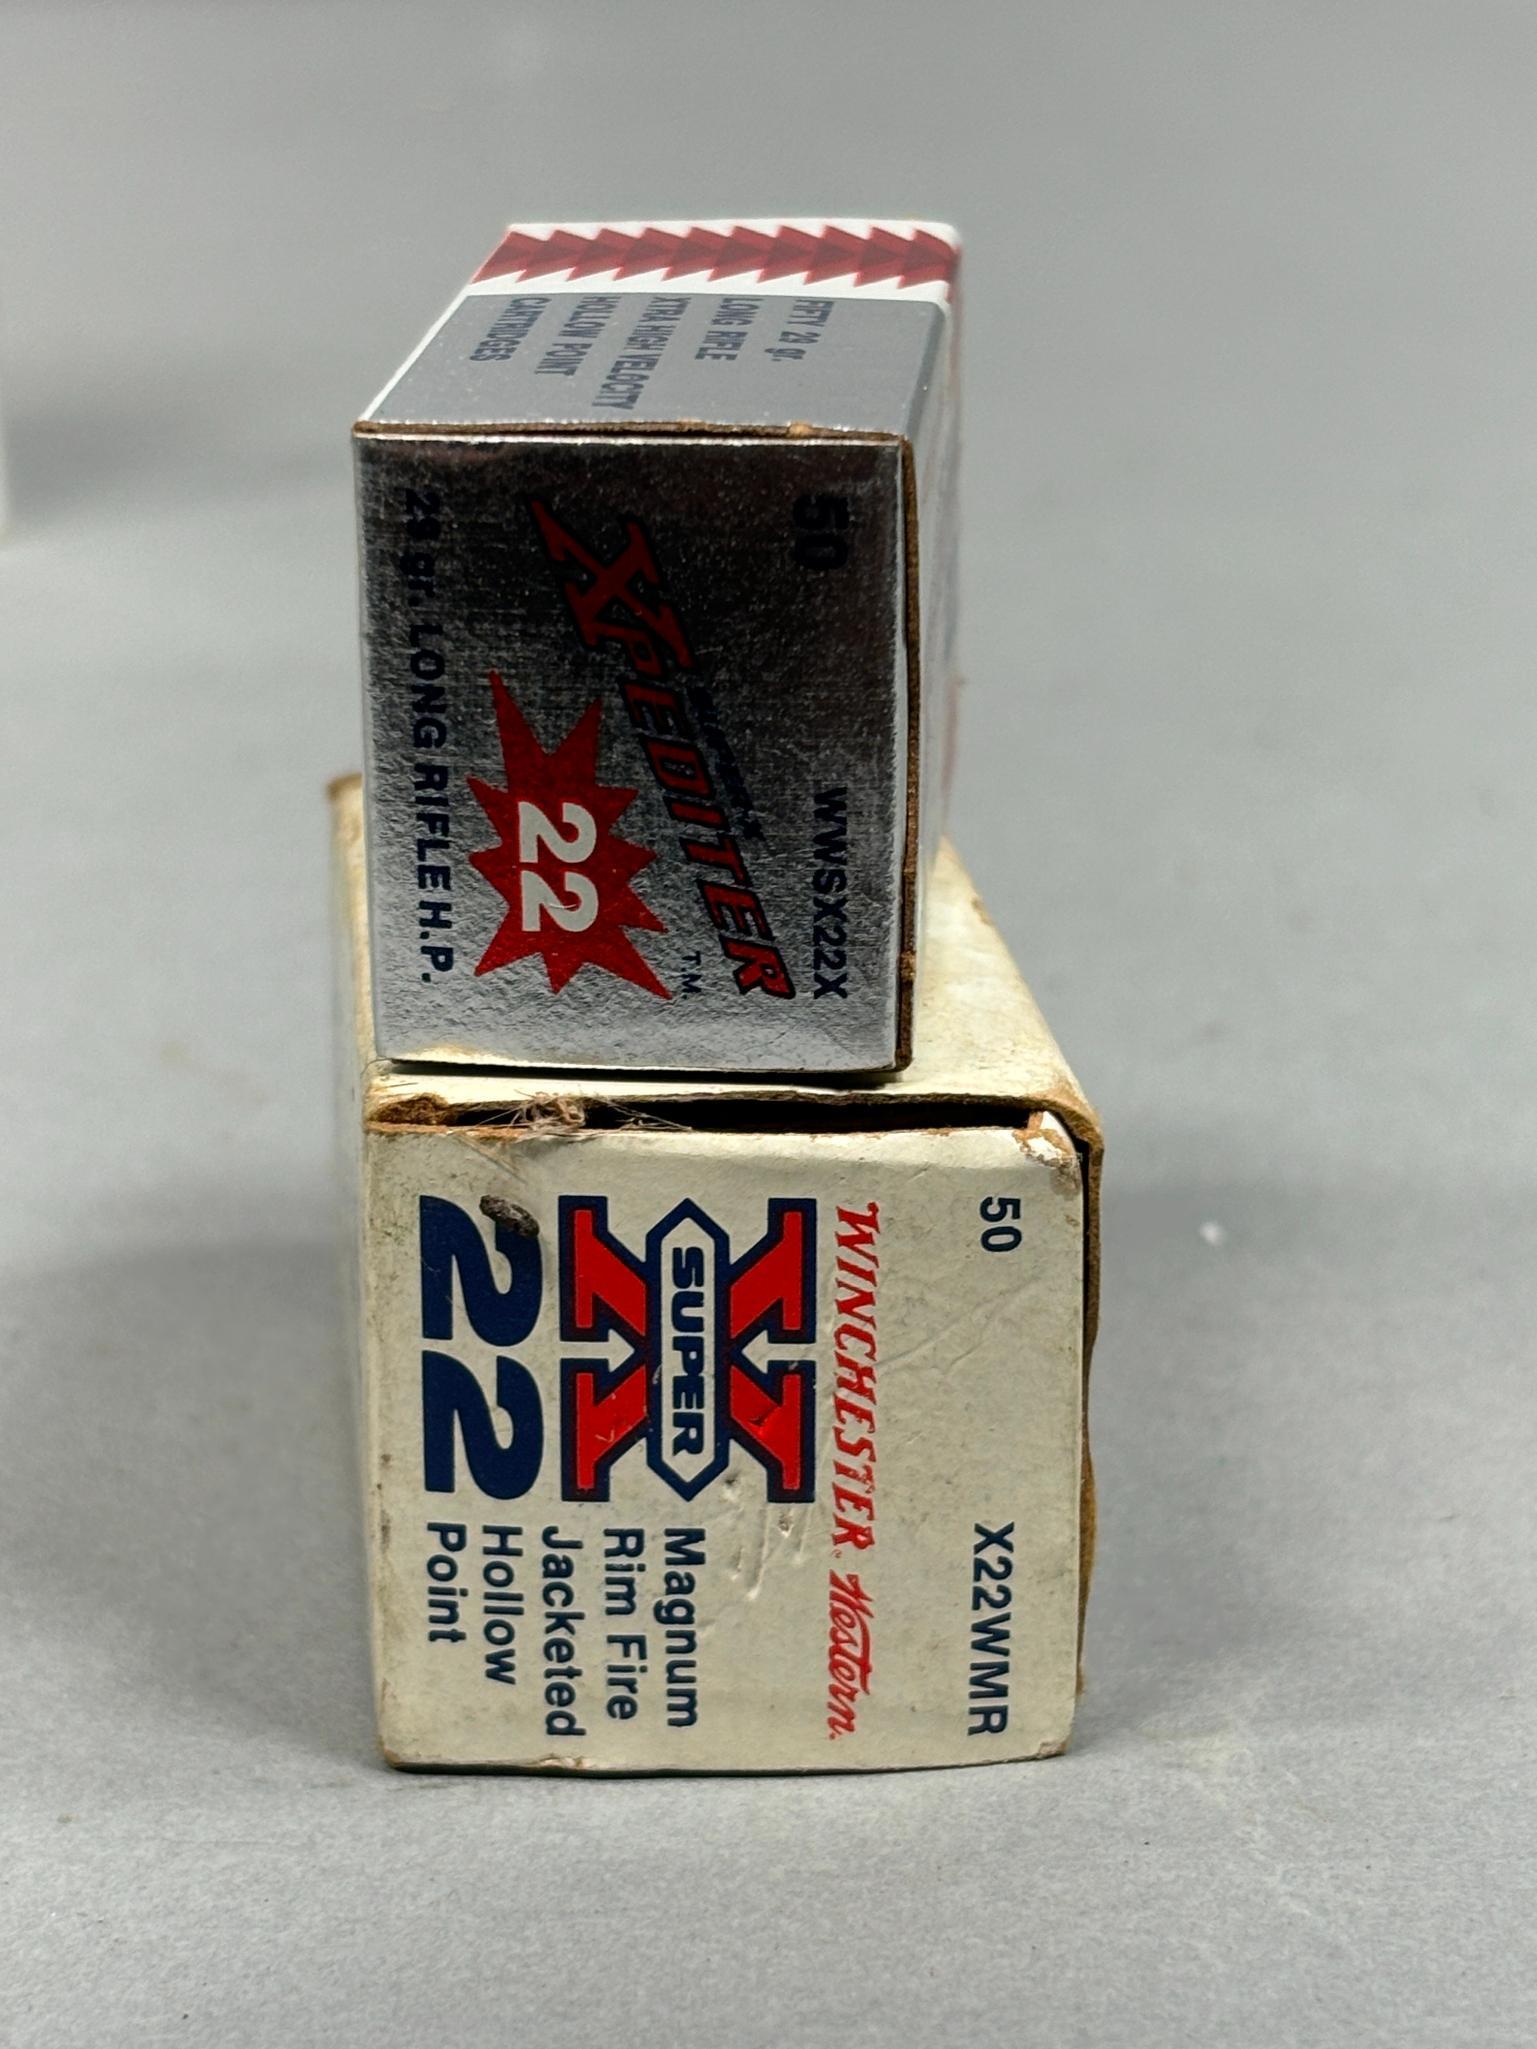 FIFTY 29 gr.
LONG RIFLE
XTRA HIGH VELOCITY
HOLLOW POINT
CARTRIDGES
50 WWSX22X
SUPER-X
XPEDITER T.M.
22
29 gr. LONG RIFLE H.P.
50 X22WMR
WINCHESTER Western
SUPER X
22
Magnum
Rim Fire
Jacketed
Hollow
Point